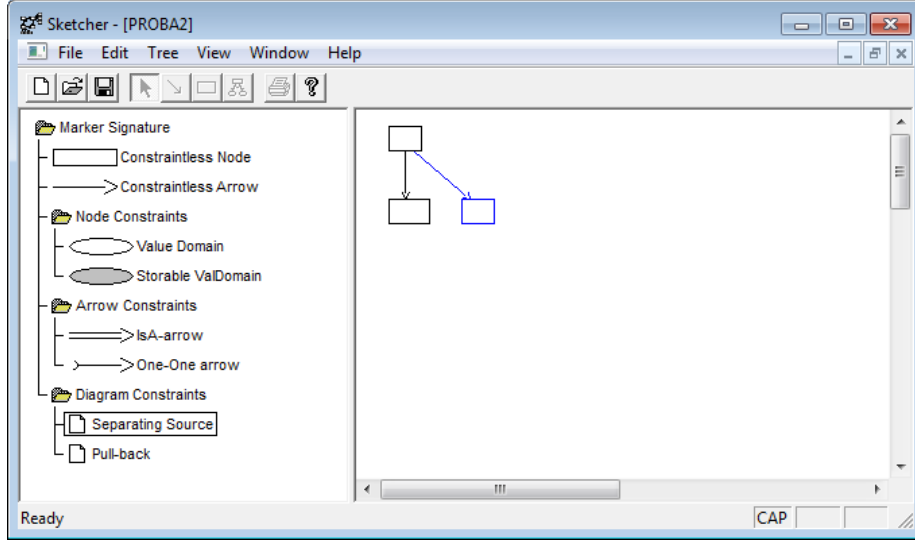 Sketcher - [PROBA2]
File Edit Tree View Window Help
Marker Signature
Constraintless Node
Constraintless Arrow
Node Constraints
Value Domain
Storable ValDomain
Arrow Constraints
IsA-arrow
One-One arrow
Diagram Constraints
Separating Source
Pull-back
Ready CAP